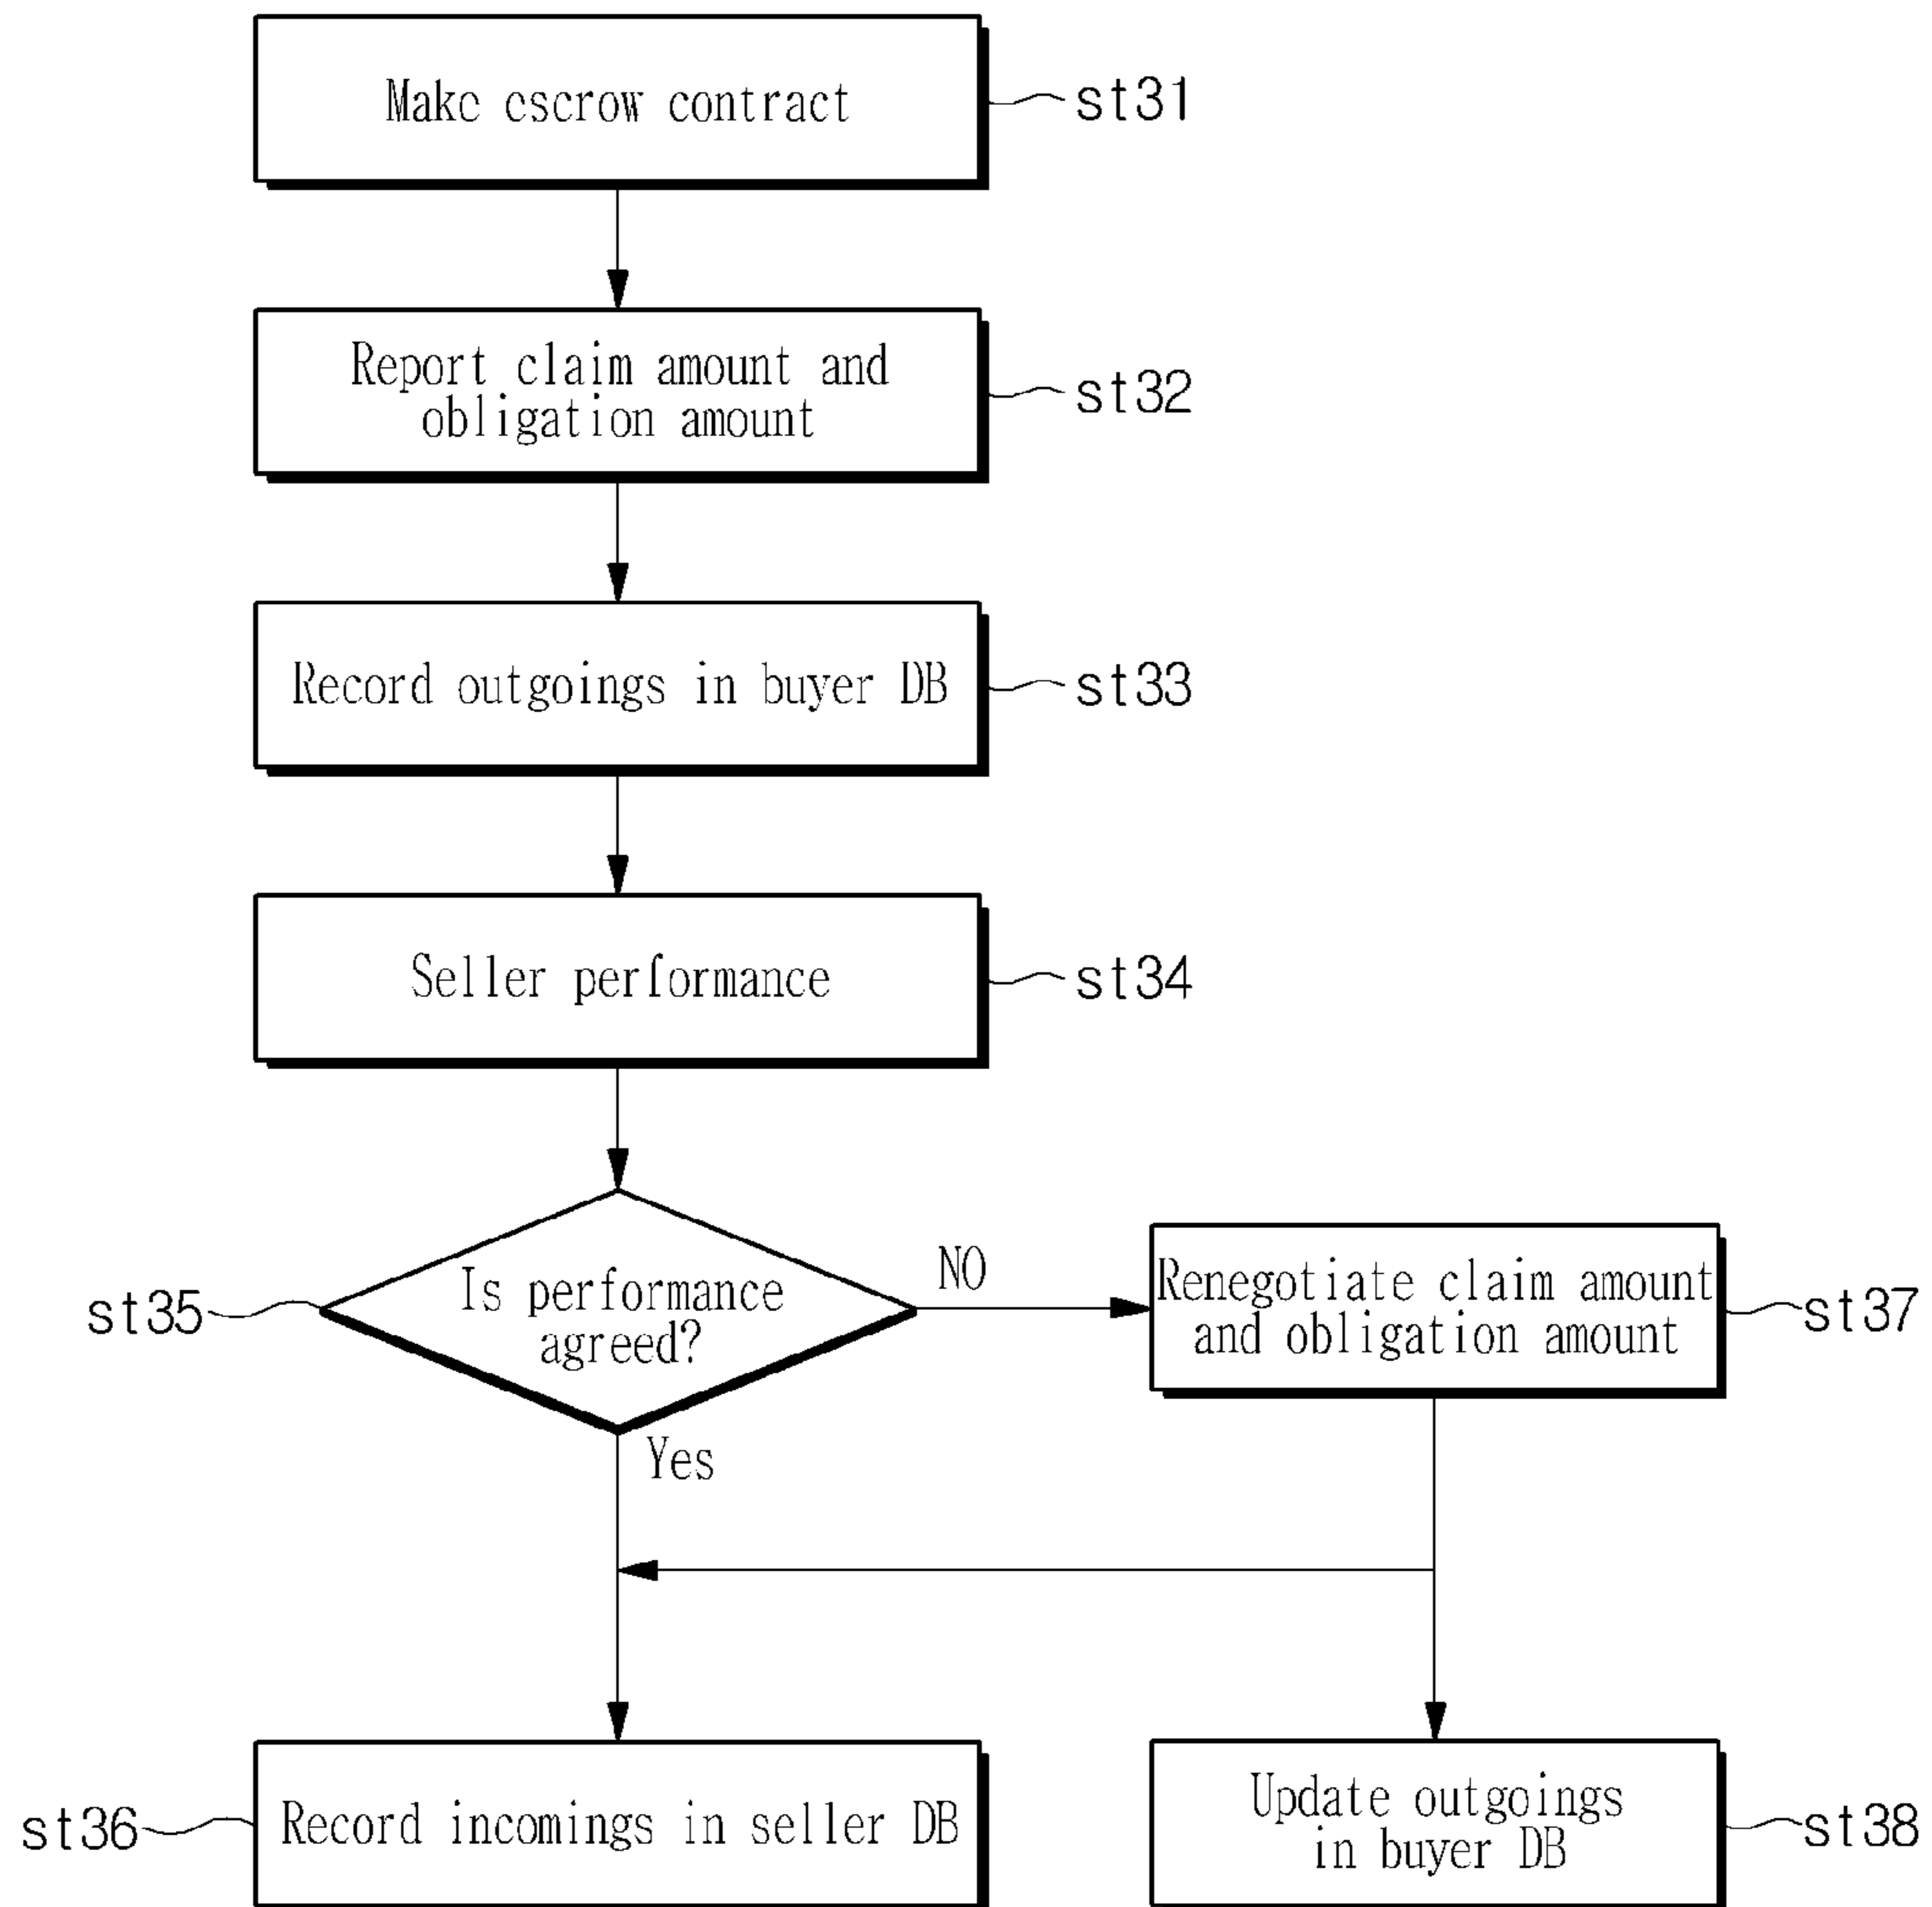 Make escrow contract
st31
Report claim amount and
obligation amount
st32
Record outgoings in buyer DB
st33
Seller performance
st34
Is performance
agreed?
st35
NO
Yes
Renegotiate claim amount
and obligation amount
st37
Record incomings in seller DB
st36
Update outgoings
in buyer DB
st38